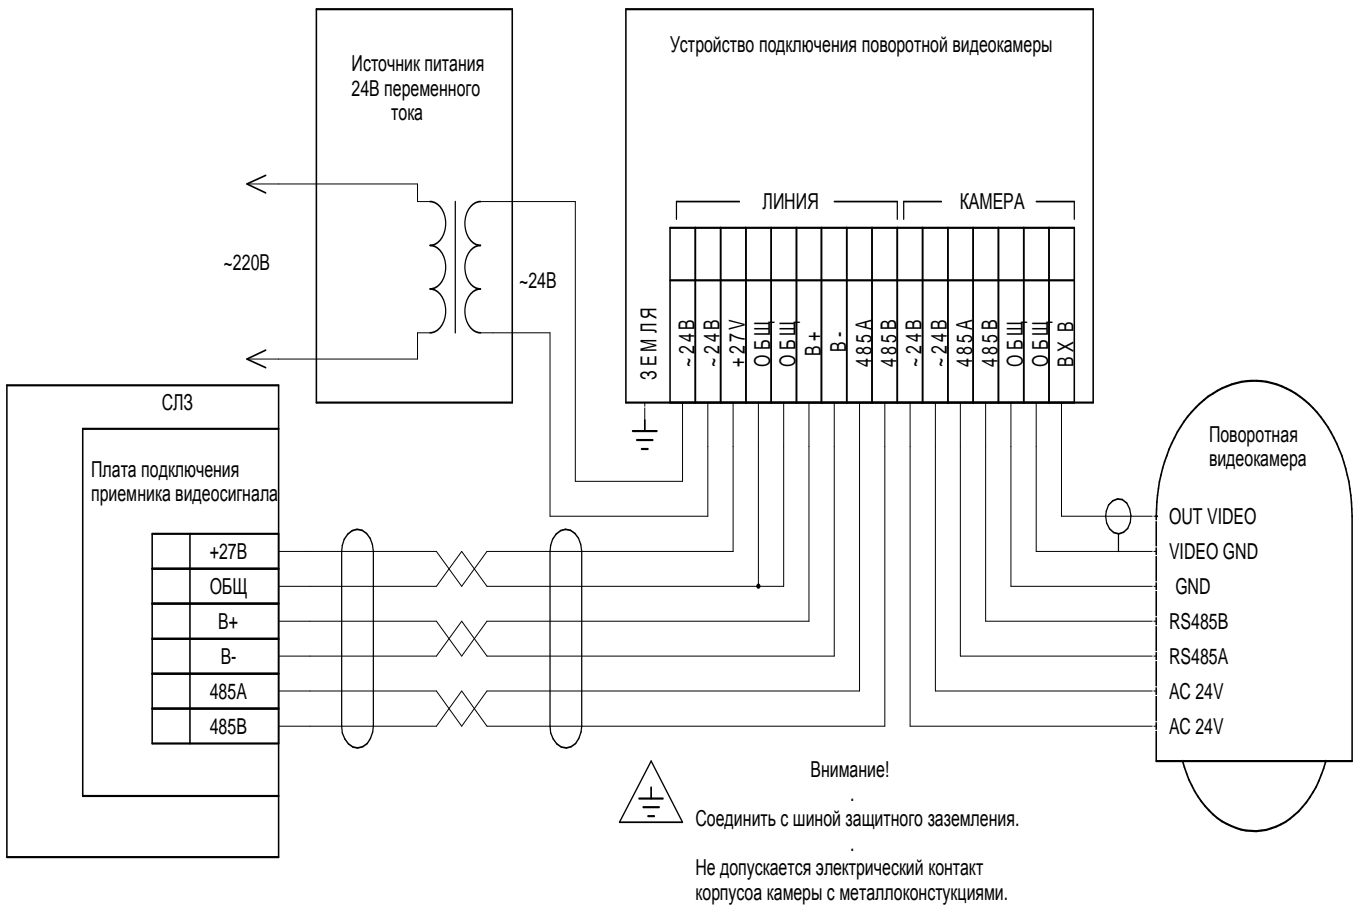 Источник питания
24В переменного
тока
Устройство подключения поворотной видеокамеры
ЛИНИЯ
КАМЕРА
~220В
~24В
ЗЕМЛЯ
~24В
~24В
+27V
ОБЩ
ОБЩ
В+
В-
485А
485В
~24В
~24В
485А
485В
ОБЩ
ОБЩ
ВХ В
СЛЗ
Плата подключения
приемника видеосигнала
+27В
ОБЩ
В+
В-
485А
485В
Поворотная
видеокамера
OUT VIDEO
VIDEO GND
GND
RS485B
RS485A
AC 24V
AC 24V
Внимание!
.
Соединить с шиной защитного заземления.
.
Не допускается электрический контакт
корпусоа камеры с металлоконстукциями.